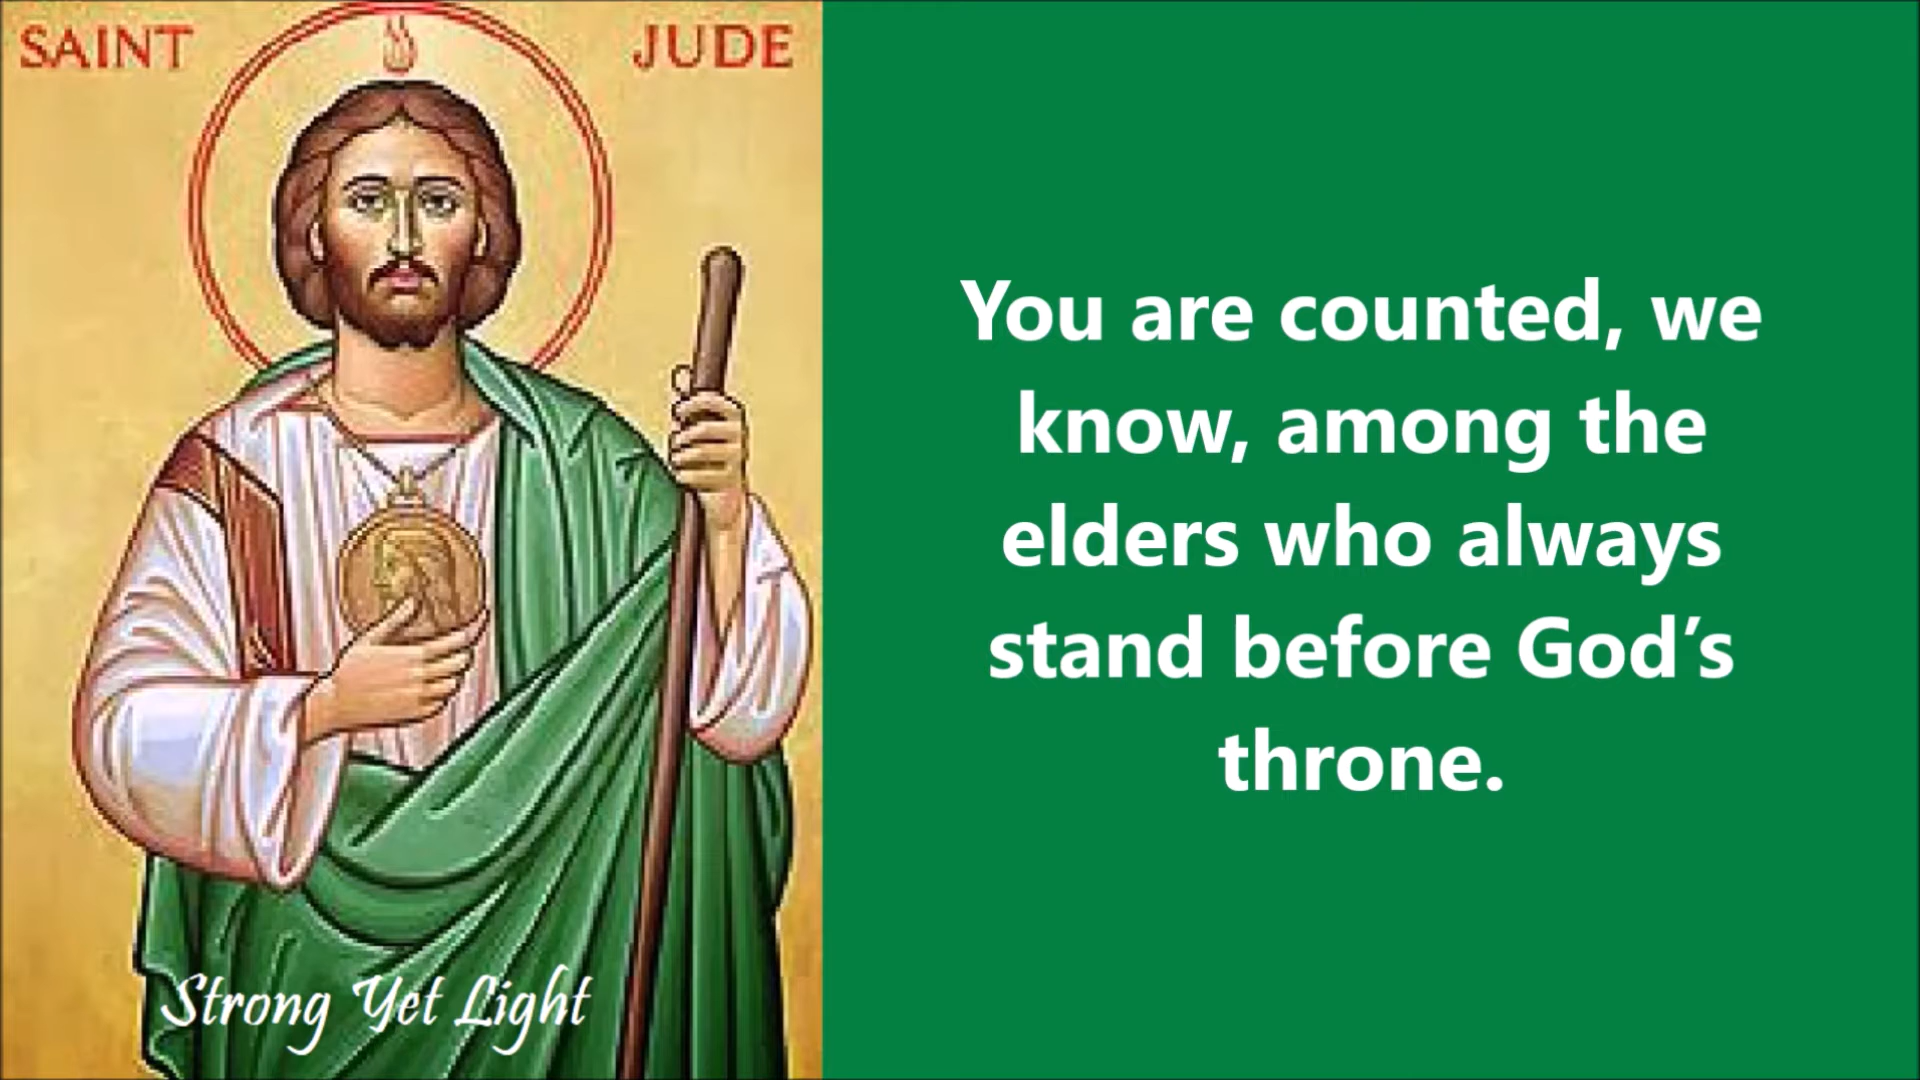 SAINT JUDE
You are counted, we
know, among the
elders who always
stand before God’s
throne.
Strong Yet Light